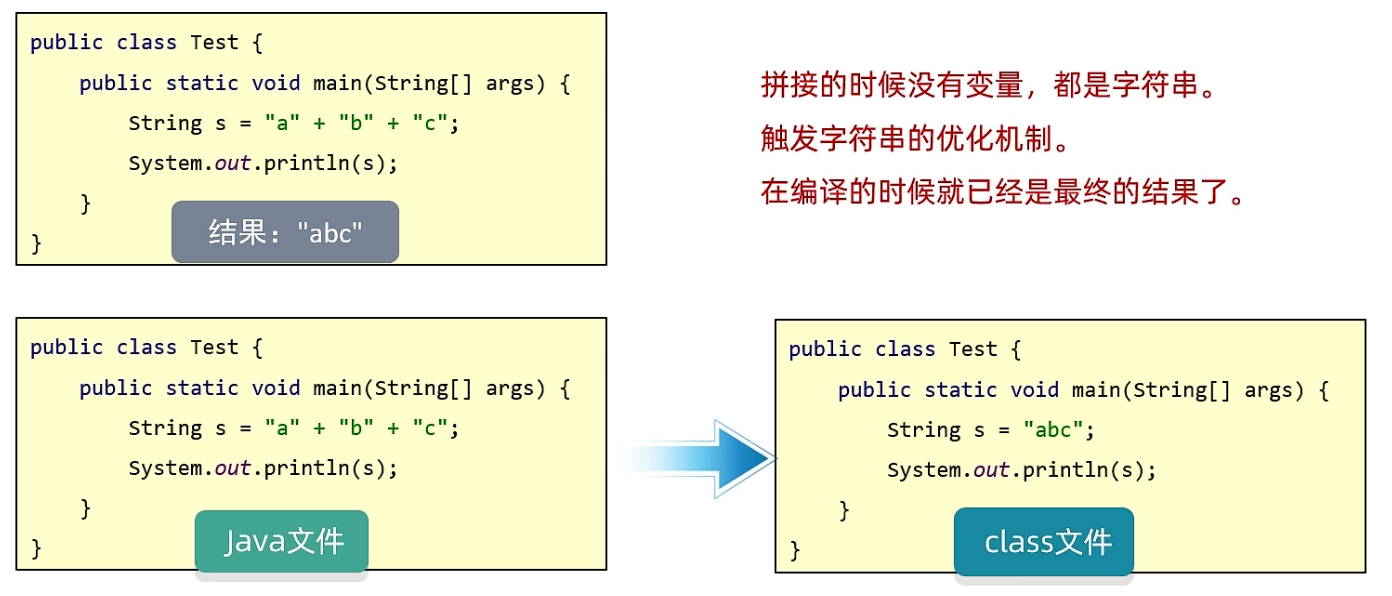 public class Test {
    public static void main(String[] args) {
        String s = "a" + "b" + "c";
        System.out.println(s);
    }
}
结果："abc"
拼接的时候没有变量，都是字符串。
触发字符串的优化机制。
在编译的时候就已经是最终的结果了。
public class Test {
    public static void main(String[] args) {
        String s = "a" + "b" + "c";
        System.out.println(s);
    }
}
Java文件
public class Test {
    public static void main(String[] args) {
        String s = "abc";
        System.out.println(s);
    }
}
class文件